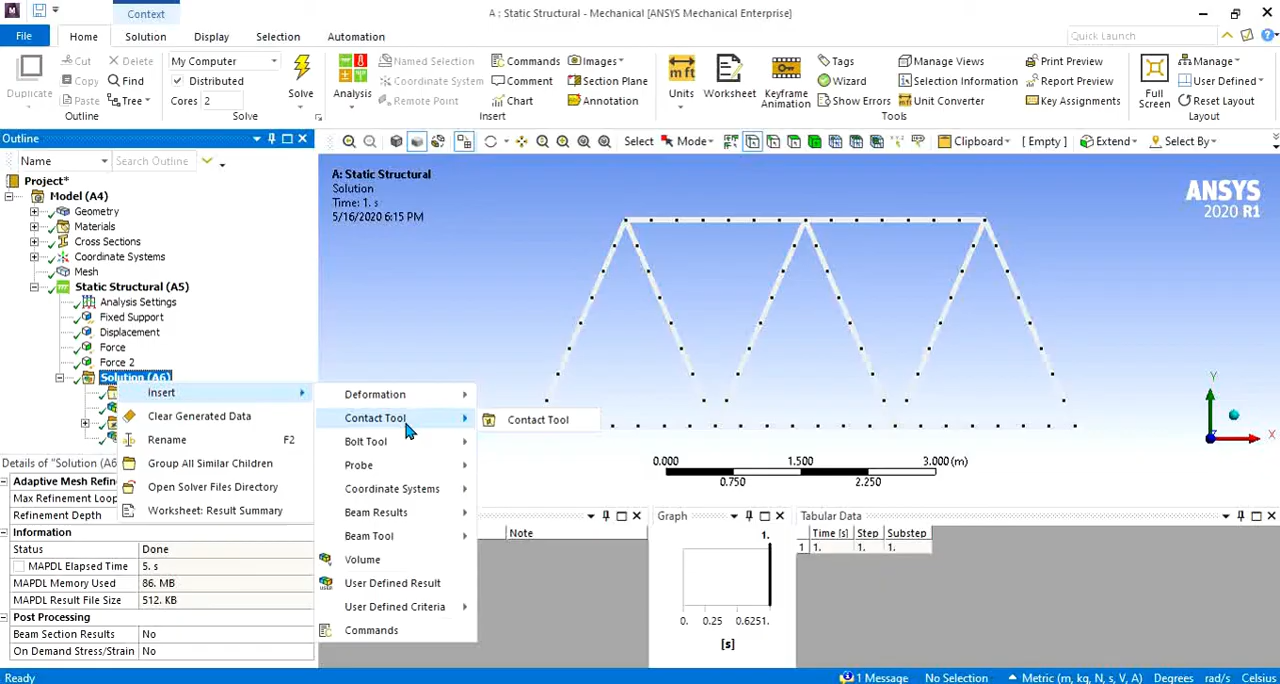 A : Static Structural - Mechanical [ANSYS Mechanical Enterprise]
Context
File Home Solution Display Selection Automation Quick Launch
Duplicate
Cut
Copy
Paste
Delete
Find
Tree
Outline
My Computer
Distributed
Cores 2
Solve
Solve
Analysis
Named Selection
Coordinate System
Remote Point
Commands
Comment
Chart
Images
Section Plane
Annotation
Insert
Units
Worksheet
Keyframe
Animation
Tags
Wizard
Show Errors
Manage Views
Selection Information
Unit Converter
Print Preview
Report Preview
Key Assignments
Tools
Full
Screen
Manage
User Defined
Reset Layout
Layout
Outline
Select Mode Clipboard [ Empty ] Extend Select By
Name Search Outline
Project*
Model (A4)
Geometry
Materials
Cross Sections
Coordinate Systems
Mesh
Static Structural (A5)
Analysis Settings
Fixed Support
Displacement
Force
Force 2
Solution (A6)
A: Static Structural
Solution
Time: 1. s
5/16/2020 6:15 PM
ANSYS
2020 R1
Insert
Clear Generated Data
Rename F2
Group All Similar Children
Open Solver Files Directory
Worksheet: Result Summary
Deformation
Contact Tool
Bolt Tool
Probe
Coordinate Systems
Beam Results
Beam Tool
Volume
User Defined Result
User Defined Criteria
Commands
Contact Tool
0.000 1.500 3.000 (m)
0.750 2.250
Y
X
Details of "Solution (A6)
Adaptive Mesh Refin
Max Refinement Loop
Refinement Depth
Information
Status Done
MAPDL Elapsed Time 5. s
MAPDL Memory Used 86. MB
MAPDL Result File Size 512. KB
Post Processing
Beam Section Results No
On Demand Stress/Strain No
Note
Graph
1.
0. 0.25 0.6251.
[s]
Tabular Data
Time [s] Step Substep
1 1. 1. 1.
Ready 1 Message No Selection Metric (m, kg, N, s, V, A) Degrees rad/s Celsius